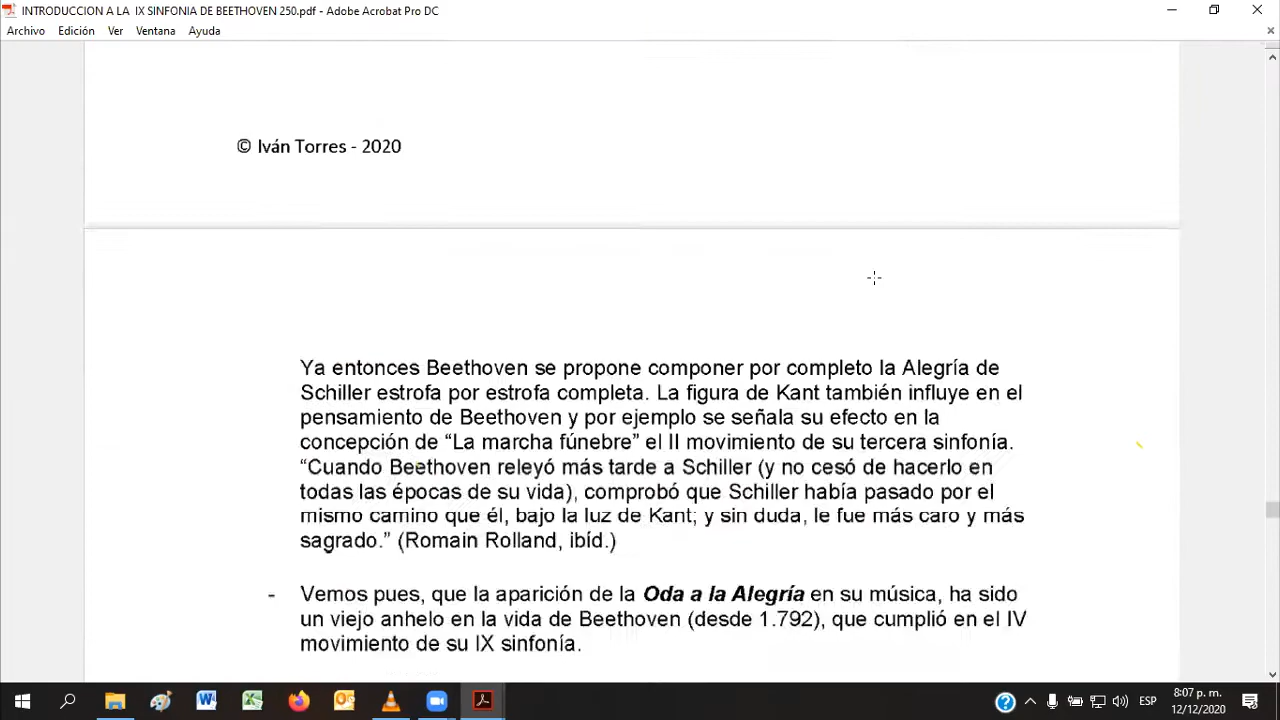 INTRODUCCION A LA  IX SINFONIA DE BEETHOVEN 250.pdf - Adobe Acrobat Pro DC
Archivo Edición Ver Ventana Ayuda
© Iván Torres - 2020
Ya entonces Beethoven se propone componer por completo la Alegría de
Schiller estrofa por estrofa completa. La figura de Kant también influye en el
pensamiento de Beethoven y por ejemplo se señala su efecto en la
concepción de “La marcha fúnebre” el II movimiento de su tercera sinfonía.
“Cuando Beethoven releyó más tarde a Schiller (y no cesó de hacerlo en
todas las épocas de su vida), comprobó que Schiller había pasado por el
mismo camino que él, bajo la luz de Kant; y sin duda, le fue más caro y más
sagrado.” (Romain Rolland, ibíd.)
- Vemos pues, que la aparición de la Oda a la Alegría en su música, ha sido
un viejo anhelo en la vida de Beethoven (desde 1.792), que cumplió en el IV
movimiento de su IX sinfonía.
ESP
8:07 p. m.
12/12/2020